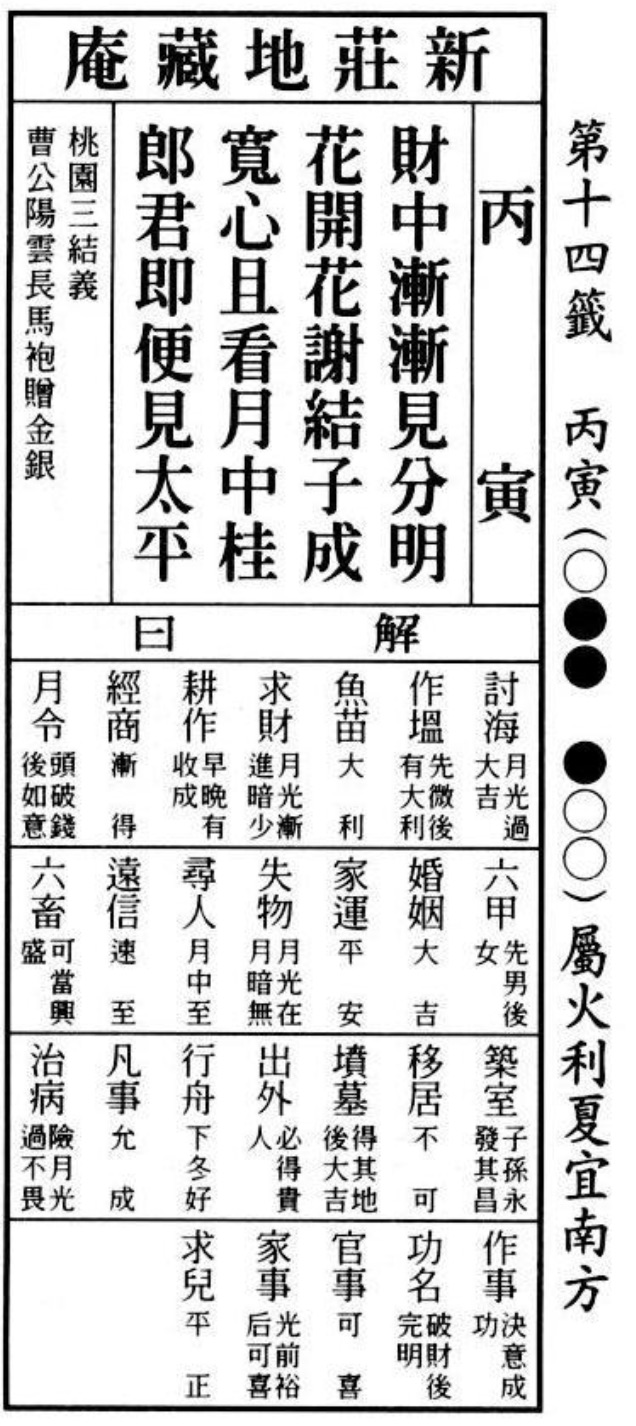 第十四籤 丙寅(○●● ●○○)屬火利夏宜南方
新莊地藏庵
丙寅
財中漸漸見分明
花開花謝結子成
寬心且看月中桂
郎君即便見太平
桃園三結義
曹公陽雲長馬袍贈金銀
解曰
討海 月光過大吉
作塭 先微後有大利
魚苗 大利
求財 月光漸進暗少
耕作 早晚有收成
經商 漸得
月令 頭破錢後如意
六甲 先男後女
婚姻 大吉
家運 平安
失物 月光在月暗無
尋人 月中至
遠信 速至
六畜 可當興盛
築室 子孫永發其昌
移居 不可
墳墓 得其地後大吉
出外 必得貴人
行舟 下冬好
凡事 允成
治病 險月光過不畏
作事 決意成功
功名 破財後完明
官事 可喜
家事 光前裕后可喜
求兒 平正